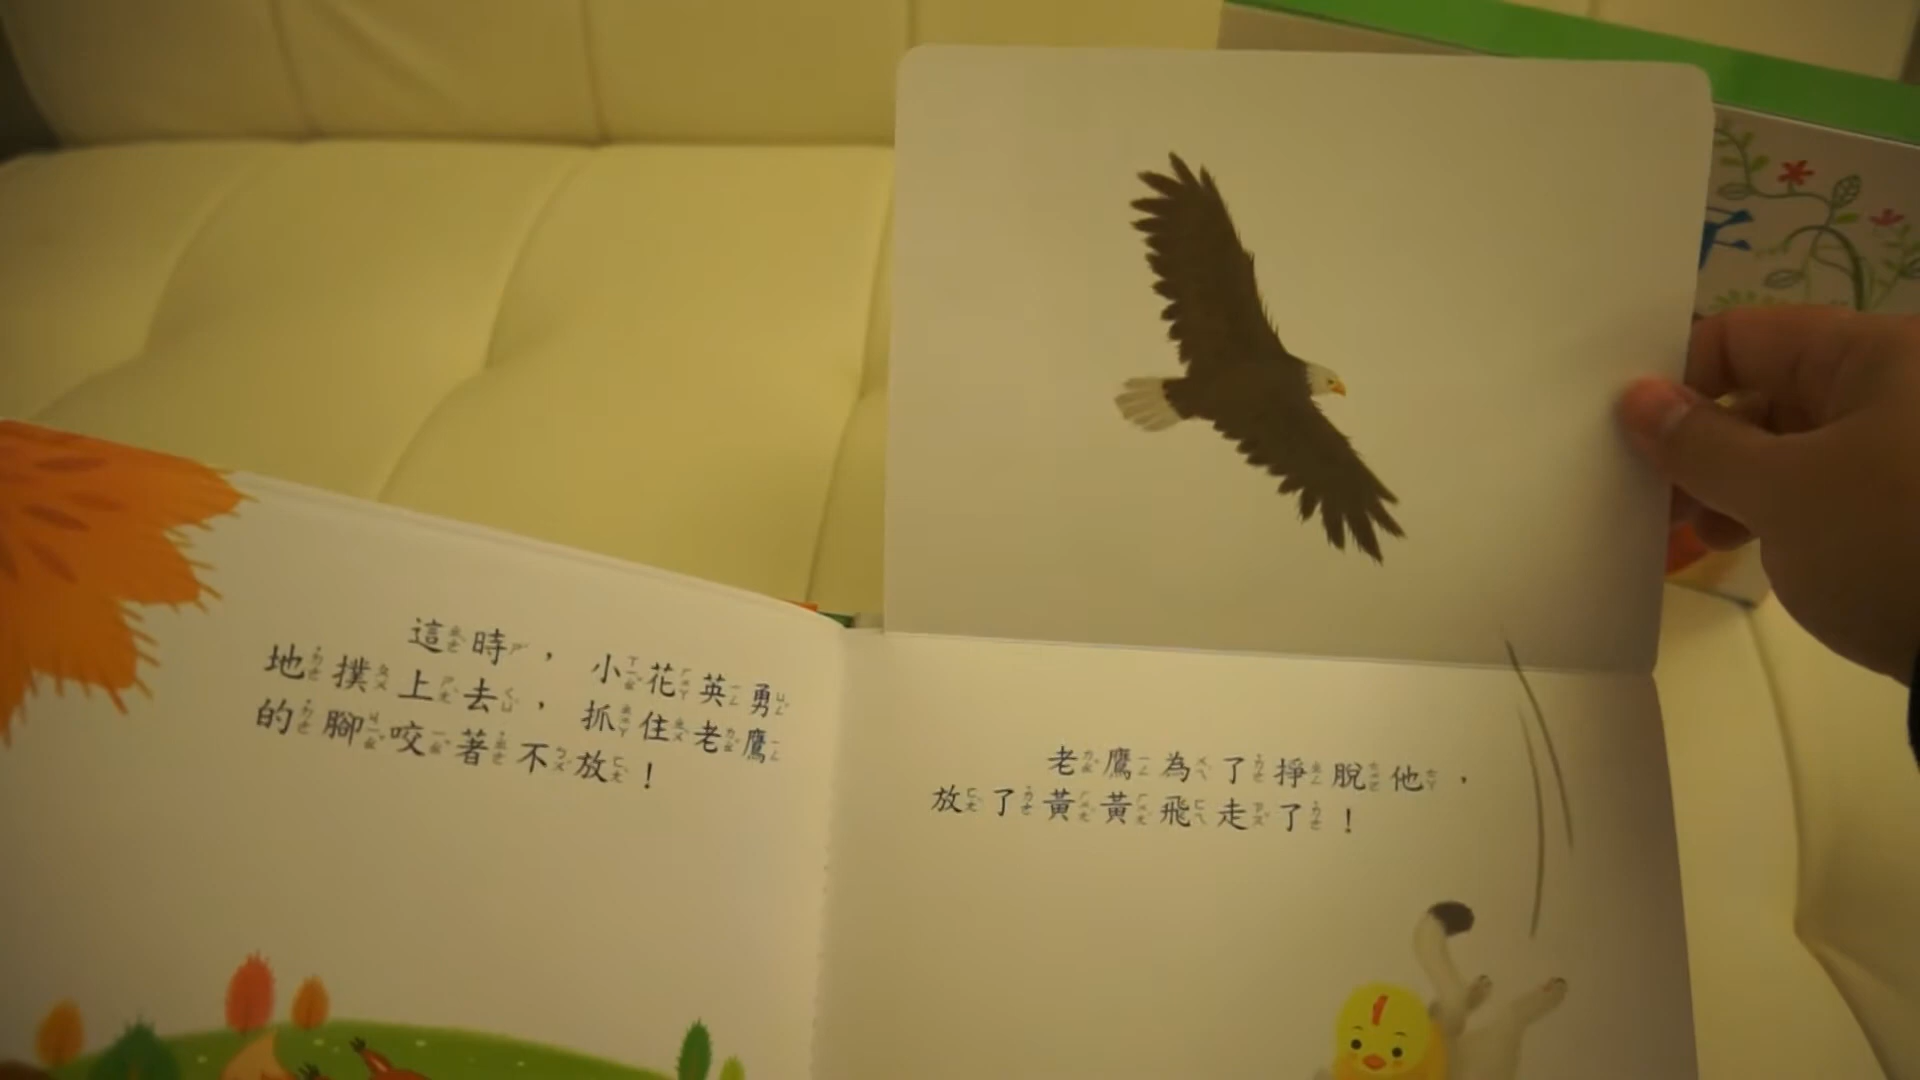 這時，小花英勇
地撲上去，抓住老鷹
的腳咬著不放！
老鷹為了掙脫他，
放了黃黃飛走了！